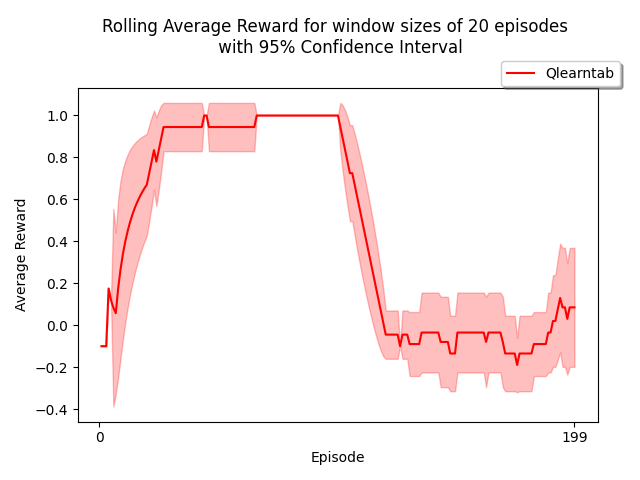 Rolling Average Reward for window sizes of 20 episodes
with 95% Confidence Interval
Qlearntab
1.0
0.8
0.6
0.4
0.2
0.0
−0.2
−0.4
Average Reward
0
199
Episode